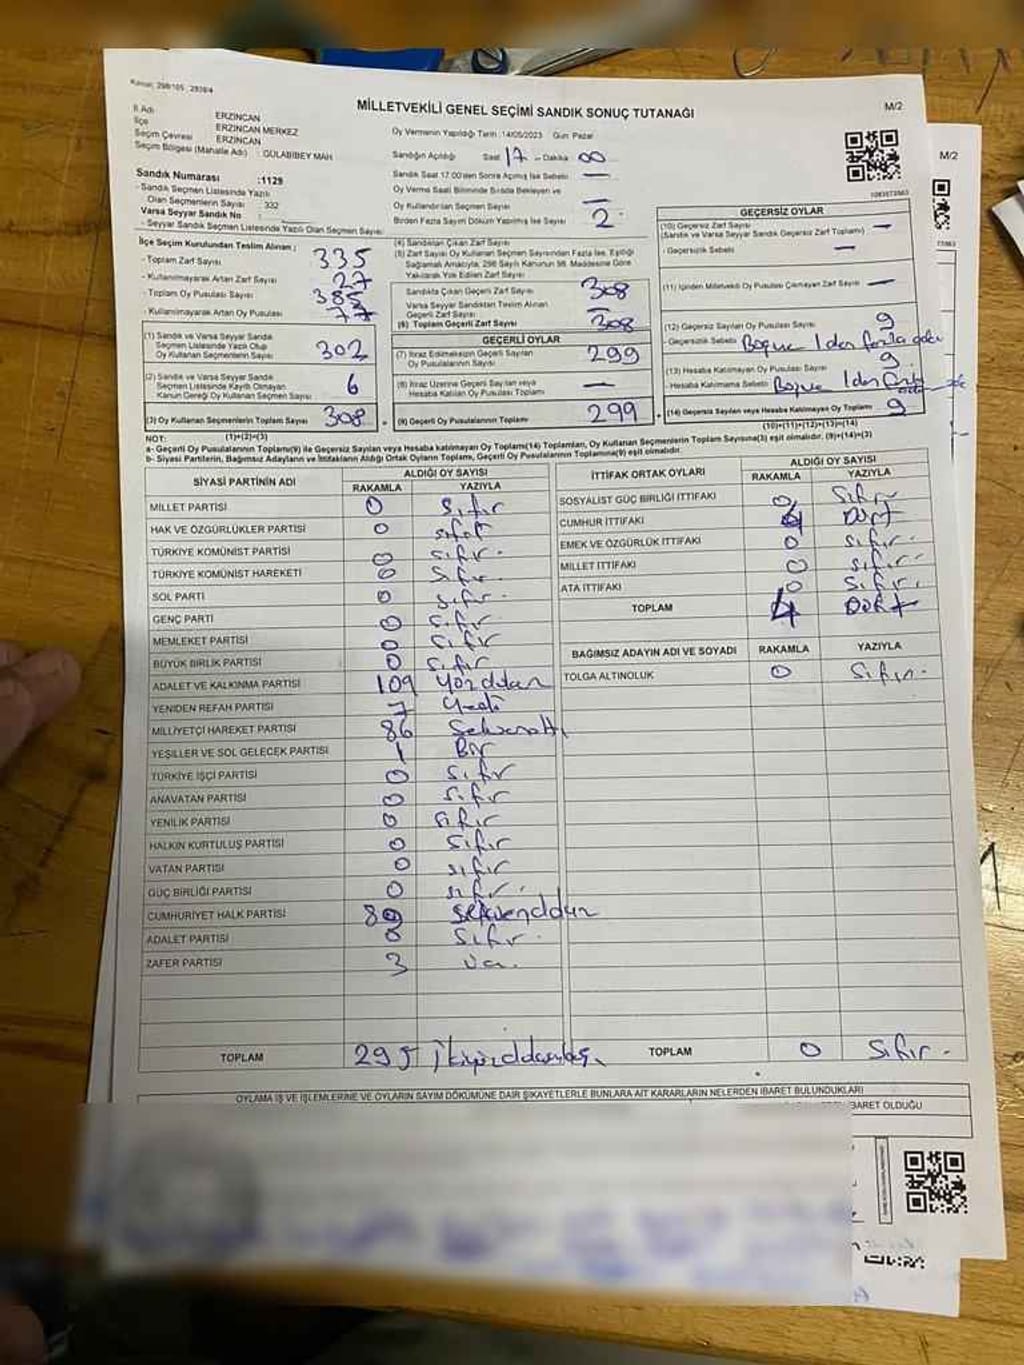 Kanun: 298/105 2839/4
MİLLETVEKİLİ GENEL SEÇİMİ SANDIK SONUÇ TUTANAĞI
M/2
İl Adı ERZİNCAN
İlçe ERZİNCAN MERKEZ
Seçim Çevresi ERZİNCAN
Seçim Bölgesi (Mahalle Adı) : GÜLABİBEY MAH
Oy Vermenin Yapıldığı Tarih :14/05/2023 Gün: Pazar
Sandığın Açıldığı Saat 17 - Dakika 00
Sandık Saat 17.00'den Sonra Açılmış İse Sebebi —
Oy Verme Saati Bitiminde Sırada Bekleyen ve
Oy Kullandırılan Seçmen Sayısı —
Birden Fazla Sayım Döküm Yapılmış İse Sayısı 2
M/2
Sandık Numarası :1129
- Sandık Seçmen Listesinde Yazılı
Olan Seçmenlerin Sayısı : 332
Varsa Seyyar Sandık No :
- Seyyar Sandık Seçmen Listesinde Yazılı Olan Seçmen Sayısı
İlçe Seçim Kurulundan Teslim Alınan ;
- Toplam Zarf Sayısı 335
- Kullanılmayarak Artan Zarf Sayısı 27
- Toplam Oy Pusulası Sayısı 385
- Kullanılmayarak Artan Oy Pusulası 77
(1) Sandık ve Varsa Seyyar Sandık
Seçmen Listesinde Yazılı Olup
Oy Kullanan Seçmenlerin Sayısı 302
(2) Sandık ve Varsa Seyyar Sandık
Seçmen Listesinde Kayıtlı Olmayan
Kanun Gereği Oy Kullanan Seçmen Sayısı 6
(3) Oy Kullanan Seçmenlerin Toplam Sayısı 308
(1)+(2)=(3)
(4) Sandıktan Çıkan Zarf Sayısı
(5) Zarf Sayısı Oy Kullanan Seçmen Sayısından Fazla İse, Eşitliği
Sağlamak Amacıyla, 298 Sayılı Kanunun 98. Maddesine Göre
Yakılarak Yok Edilen Zarf Sayısı
Sandıkta Çıkan Geçerli Zarf Sayısı 308
Varsa Seyyar Sandıktan Teslim Alınan
Geçerli Zarf Sayısı —
(6) Toplam Geçerli Zarf Sayısı 308
GEÇERLİ OYLAR
(7) İtiraz Edilmeksizin Geçerli Sayılan
Oy Pusulalarının Sayısı 299
(8) İtiraz Üzerine Geçerli Sayılan veya
Hesaba Katılan Oy Pusulaları Toplamı —
(9) Geçerli Oy Pusulalarının Toplamı 299
GEÇERSİZ OYLAR
(10) Geçersiz Zarf Sayısı
(Sandık ve Varsa Seyyar Sandık Geçersiz Zarf Toplamı) —
- Geçersizlik Sebebi —
(11) İçinden Milletvekili Oy Pusulası Çıkmayan Zarf Sayısı —
(12) Geçersiz Sayılan Oy Pusulası Sayısı 9
- Geçersizlik Sebebi 1 den fazla
(13) Hesaba Katılmayan Oy Pusulası Sayısı 9
- Hesaba Katılmama Sebebi 1 den
(14) Geçersiz Sayılan veya Hesaba Katılmayan Oy Toplamı 9
(10)+(11)+(12)+(13)=(14)
NOT:
a- Geçerli Oy Pusulalarının Toplamı(9) ile Geçersiz Sayılan veya Hesaba katılmayan Oy Toplamı(14) Toplamları, Oy Kullanan Seçmenlerin Toplam Sayısına(3) eşit olmalıdır. (9)+(14)=(3)
b- Siyasi Partilerin, Bağımsız Adayların ve İttifakların Aldığı Ortak Oyların Toplamı, Geçerli Oy Pusulalarının Toplamına(9) eşit olmalıdır.
SİYASİ PARTİNİN ADI ALDIĞI OY SAYISI
RAKAMLA YAZIYLA
MİLLET PARTİSİ 0 Sıfır
HAK VE ÖZGÜRLÜKLER PARTİSİ 0 sıfır
TÜRKİYE KOMÜNİST PARTİSİ 0 sıfır
TÜRKİYE KOMÜNİST HAREKETİ 0 sıfır
SOL PARTİ 0 sıfır
GENÇ PARTİ 0 sıfır
MEMLEKET PARTİSİ 0 sıfır
BÜYÜK BİRLİK PARTİSİ 0 sıfır
ADALET VE KALKINMA PARTİSİ 109
YENİDEN REFAH PARTİSİ 7 yedi
MİLLİYETÇİ HAREKET PARTİSİ 86 Seksenaltı
YEŞİLLER VE SOL GELECEK PARTİSİ 1 Bir
TÜRKİYE İŞÇİ PARTİSİ 0 sıfır
ANAVATAN PARTİSİ 0 sıfır
YENİLİK PARTİSİ 0 sıfır
HALKIN KURTULUŞ PARTİSİ 0 sıfır
VATAN PARTİSİ 0 sıfır
GÜÇ BİRLİĞİ PARTİSİ 0 sıfır
CUMHURİYET HALK PARTİSİ 89
ADALET PARTİSİ 0 sıfır
ZAFER PARTİSİ 3 üç
TOPLAM 295
İTTİFAK ORTAK OYLARI ALDIĞI OY SAYISI
RAKAMLA YAZIYLA
SOSYALİST GÜÇ BİRLİĞİ İTTİFAKI 0 Sıfır
CUMHUR İTTİFAKI 4 Dört
EMEK VE ÖZGÜRLÜK İTTİFAKI 0 sıfır
MİLLET İTTİFAKI 0 sıfır
ATA İTTİFAKI 0 sıfır
TOPLAM 4 Dört
BAĞIMSIZ ADAYIN ADI VE SOYADI RAKAMLA YAZIYLA
TOLGA ALTINOLUK 0 Sıfır
TOPLAM 0 Sıfır
OYLAMA İŞ VE İŞLEMLERİNE VE OYLARIN SAYIM DÖKÜMÜNE DAİR ŞİKAYETLERLE BUNLARA AİT KARARLARIN NELERDEN İBARET BULUNDUKLARI
BARET OLDUĞU